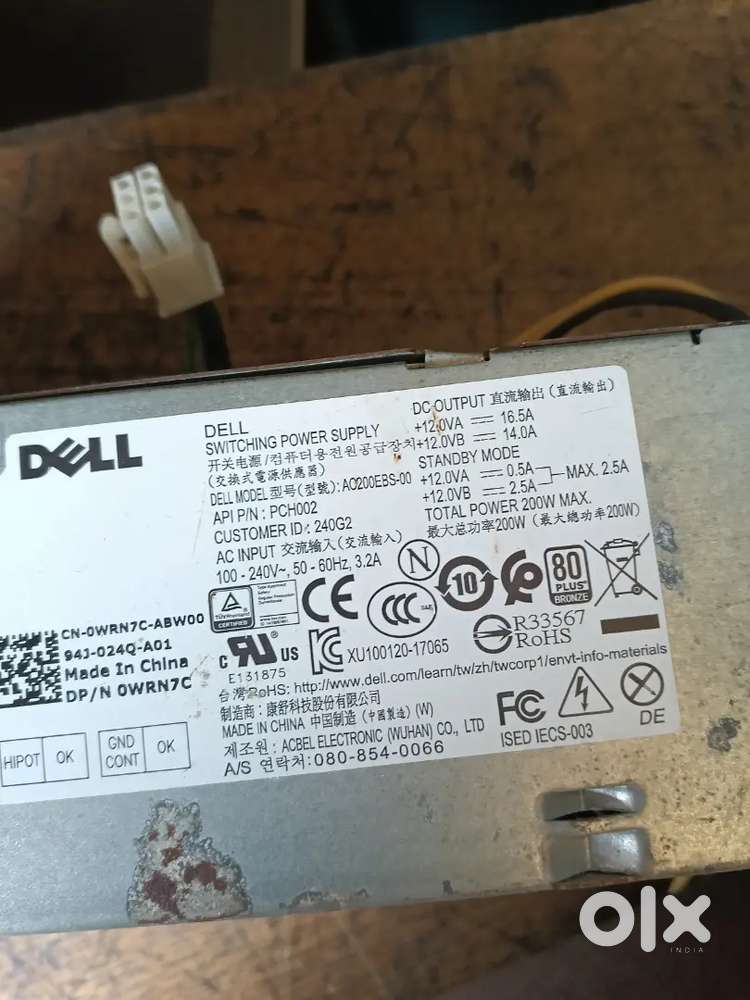 DELL
DELL
SWITCHING POWER SUPPLY
开关电源/컴퓨터용전원공급장치
(交換式電源供應器)
DELL MODEL 型号(型號): AC200EBS-00
API P/N : PCH002
CUSTOMER ID : 240G2
AC INPUT 交流输入(交流輸入)
100 - 240V~, 50 - 60Hz, 3.2A
DC OUTPUT 直流输出 (直流輸出)
+12.0VA 16.5A
+12.0VB 14.0A
STANDBY MODE
+12.0VA 0.5A
+12.0VB 2.5A
MAX. 2.5A
TOTAL POWER 200W MAX.
最大总功率200W (最大總功率200W)
N
10
80
PLUS
BRONZE
TÜVRheinland
CERTIFIED
CE
CCC
R33567
RoHS
CN-0WRN7C-ABW00
94J-024Q-A01
Made In China
DP/N 0WRN7C
c US
E131875
XU100120-17065
台灣RoHS: http://www.dell.com/learn/tw/zh/twcorp1/envt-info-materials
制造商 : 康舒科技股份有限公司
MADE IN CHINA 中国制造 (中國製造) (W)
제조원 : ACBEL ELECTRONIC (WUHAN) CO., LTD
A/S 연락처 : 080-854-0066
FC
ISED IECS-003
DE
HIPOT OK
GND CONT OK
olx
INDIA